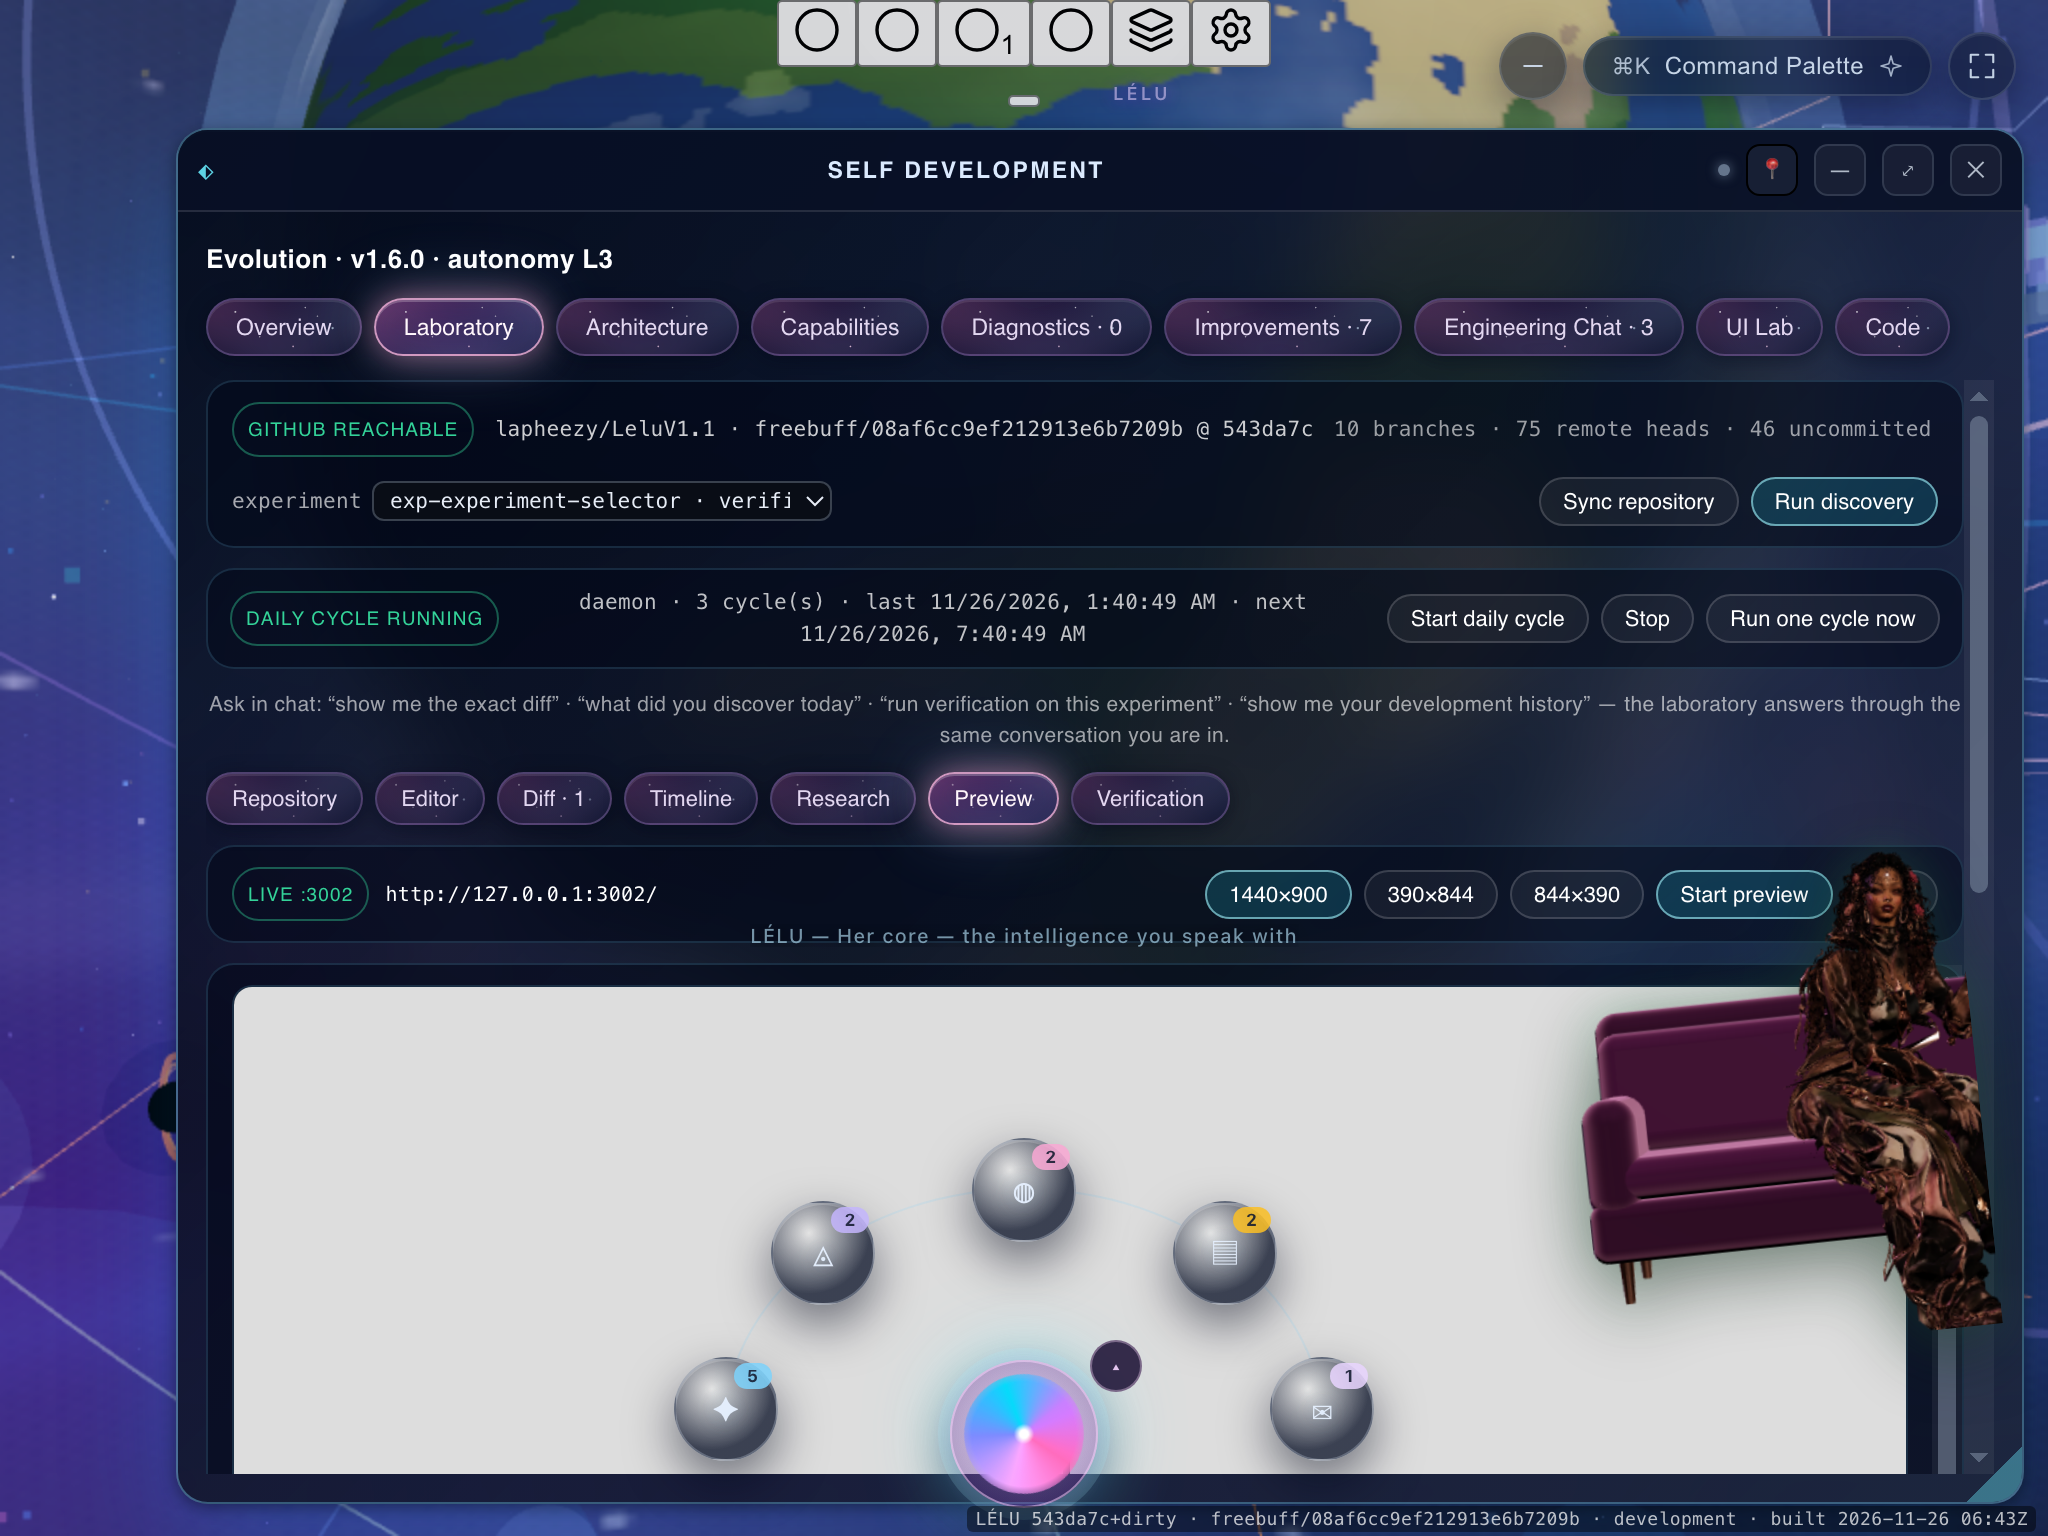 1
⌘K Command Palette
LÉLU
SELF DEVELOPMENT
Evolution · v1.6.0 · autonomy L3
Overview Laboratory Architecture Capabilities Diagnostics · 0 Improvements · 7 Engineering Chat · 3 UI Lab Code
GITHUB REACHABLE lapheezy/LeluV1.1 · freebuff/08af6cc9ef212913e6b7209b @ 543da7c 10 branches · 75 remote heads · 46 uncommitted
experiment exp-experiment-selector · verifi Sync repository Run discovery
DAILY CYCLE RUNNING daemon · 3 cycle(s) · last 11/26/2026, 1:40:49 AM · next
11/26/2026, 7:40:49 AM Start daily cycle Stop Run one cycle now
Ask in chat: “show me the exact diff” · “what did you discover today” · “run verification on this experiment” · “show me your development history” — the laboratory answers through the
same conversation you are in.
Repository Editor Diff · 1 Timeline Research Preview Verification
LIVE :3002 http://127.0.0.1:3002/ 1440×900 390×844 844×390 Start preview
LÉLU — Her core — the intelligence you speak with
2
2 2
5 1
LÉLU 543da7c+dirty · freebuff/08af6cc9ef212913e6b7209b · development · built 2026-11-26 06:43Z